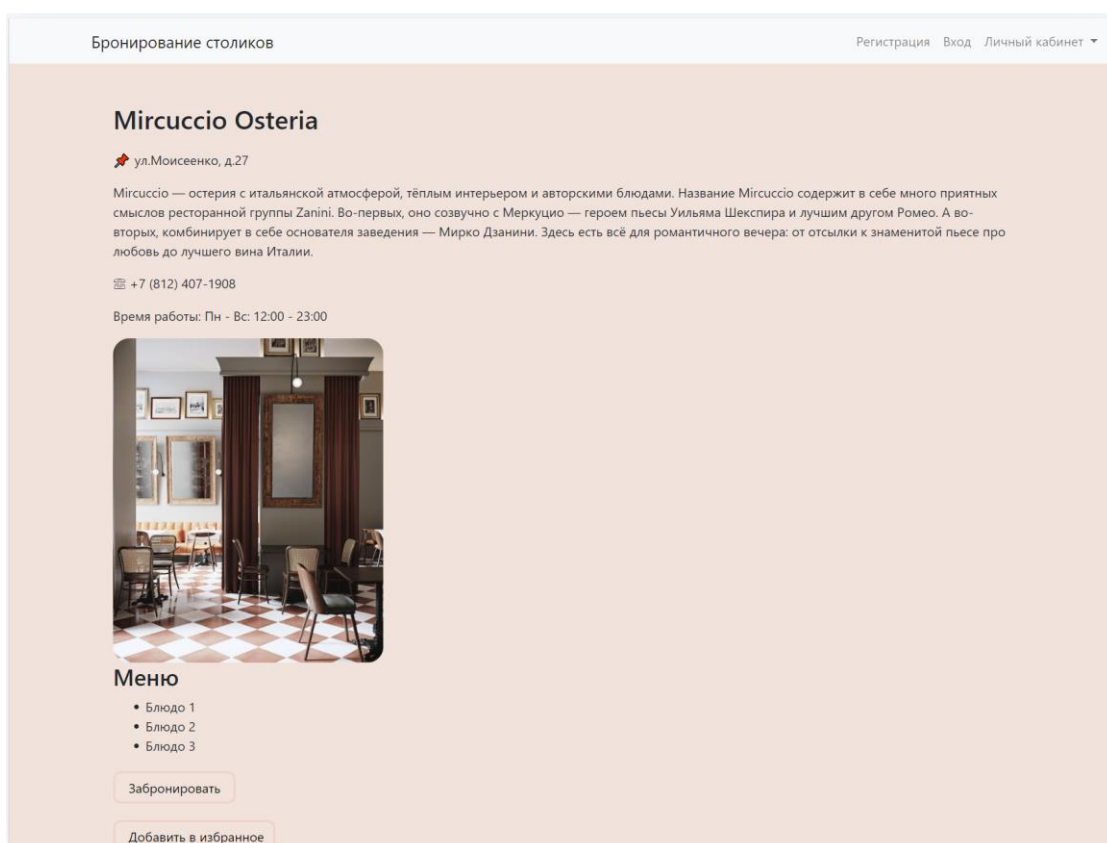 Бронирование столиков
Регистрация Вход Личный кабинет
Mircuccio Osteria
ул.Моисеенко, д.27
Mircuccio — остерия с итальянской атмосферой, тёплым интерьером и авторскими блюдами. Название Mircuccio содержит в себе много приятных
смыслов ресторанной группы Zanini. Во-первых, оно созвучно с Меркуцио — героем пьесы Уильяма Шекспира и лучшим другом Ромео. А во-
вторых, комбинирует в себе основателя заведения — Мирко Дзанини. Здесь есть всё для романтичного вечера: от отсылки к знаменитой пьесе про
любовь до лучшего вина Италии.
+7 (812) 407-1908
Время работы: Пн - Вс: 12:00 - 23:00
Меню
• Блюдо 1
• Блюдо 2
• Блюдо 3
Забронировать
Добавить в избранное